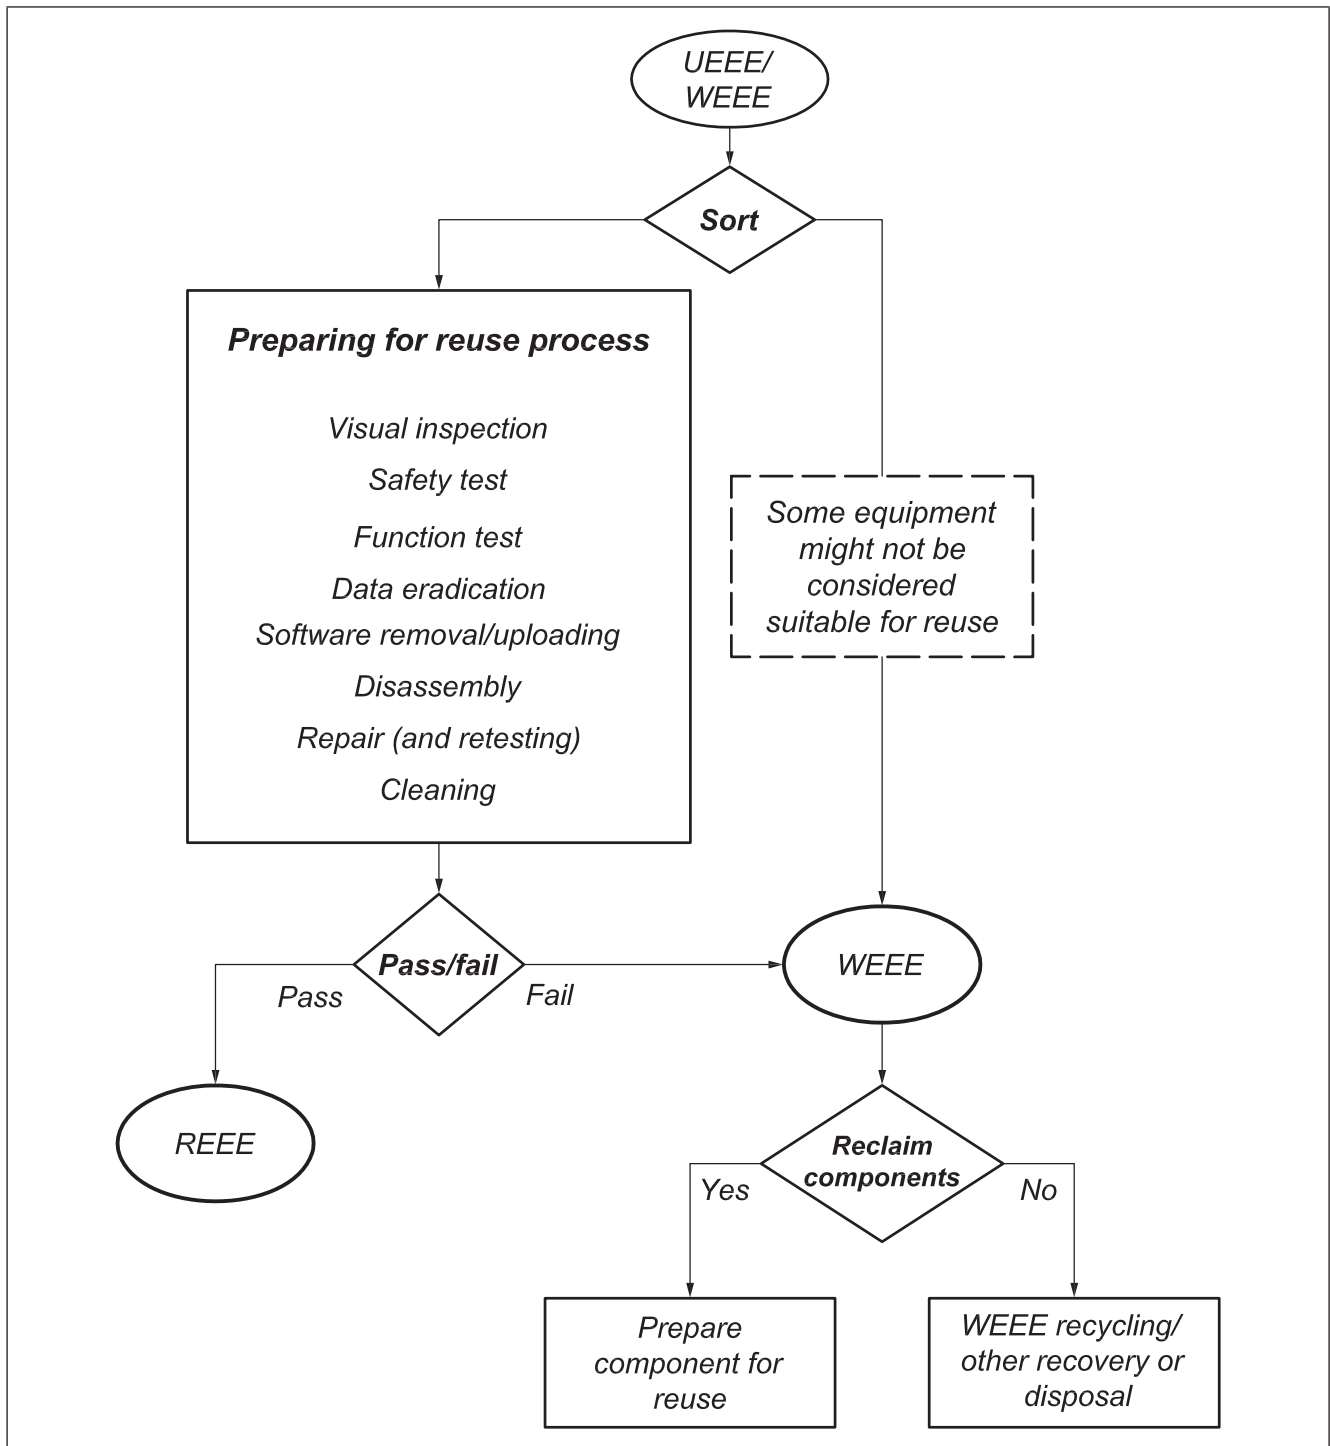 UEEE/
WEEE
Sort
Preparing for reuse process
Visual inspection
Safety test
Function test
Data eradication
Software removal/uploading
Disassembly
Repair (and retesting)
Cleaning
Some equipment
might not be
considered
suitable for reuse
Pass/fail
Pass
Fail
WEEE
REEE
Reclaim
components
Yes
No
Prepare
component for
reuse
WEEE recycling/
other recovery or
disposal